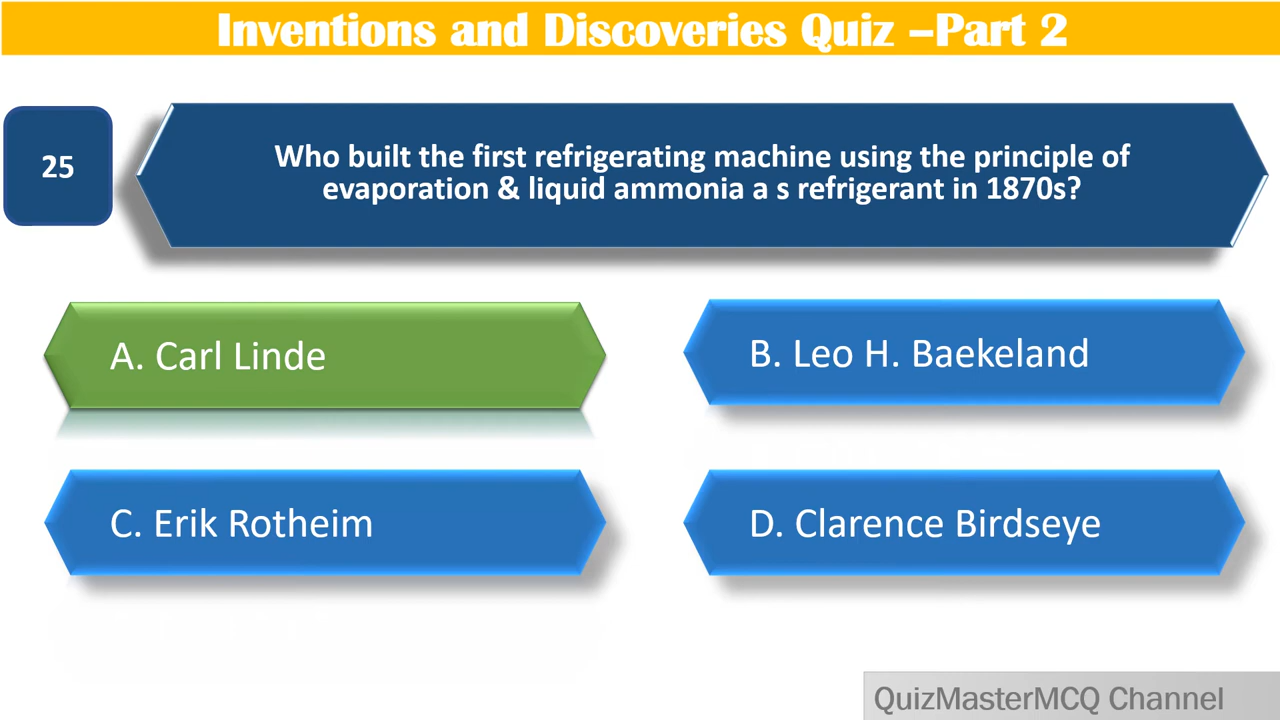 Inventions and Discoveries Quiz –Part 2
25
Who built the first refrigerating machine using the principle of
evaporation & liquid ammonia a s refrigerant in 1870s?
A. Carl Linde
B. Leo H. Baekeland
C. Erik Rotheim
D. Clarence Birdseye
QuizMasterMCQ Channel